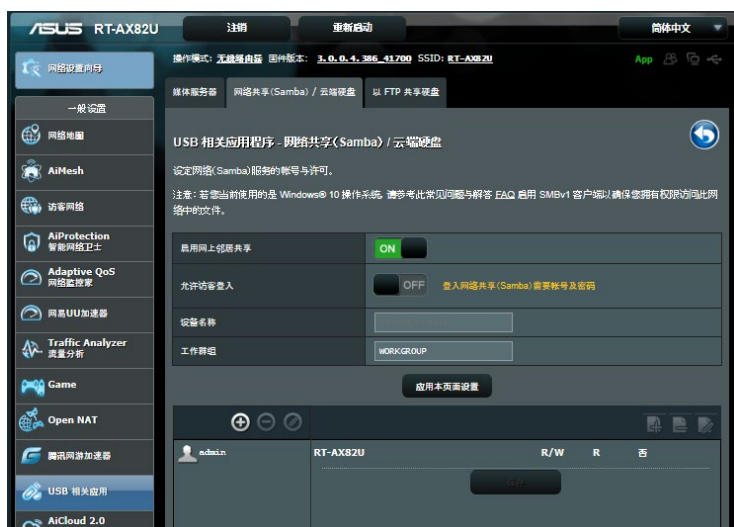 ASUS RT-AX82U
注销
重新启动
简体中文
操作模式: 无线路由器 固件版本: 3.0.0.4.386_41700 SSID: RT-AX82U
App
网络设置向导
一般设置
网络地图
AiMesh
访客网络
AiProtection
智能网络卫士
Adaptive QoS
网络监控家
网易UU加速器
Traffic Analyzer
流量分析
Game
Open NAT
腾讯网游加速器
USB 相关应用
AiCloud 2.0
媒体服务器
网络共享(Samba) / 云端硬盘
以 FTP 共享硬盘
USB 相关应用程序 - 网络共享(Samba) / 云端硬盘
设定网络(Samba)服务的帐号与许可。
注意：若您当前使用的是 Windows® 10 操作系统, 请参考此常见问题与解答 FAQ 启用 SMBv1 客户端以确保您拥有权限访问此网
络中的文件。
启用网上邻居共享
ON
允许访客登入
OFF
登入网络共享(Samba)需要帐号及密码
设备名称
工作群组
WORKGROUP
应用本页面设置
admin
RT-AX82U
R/W
R
否